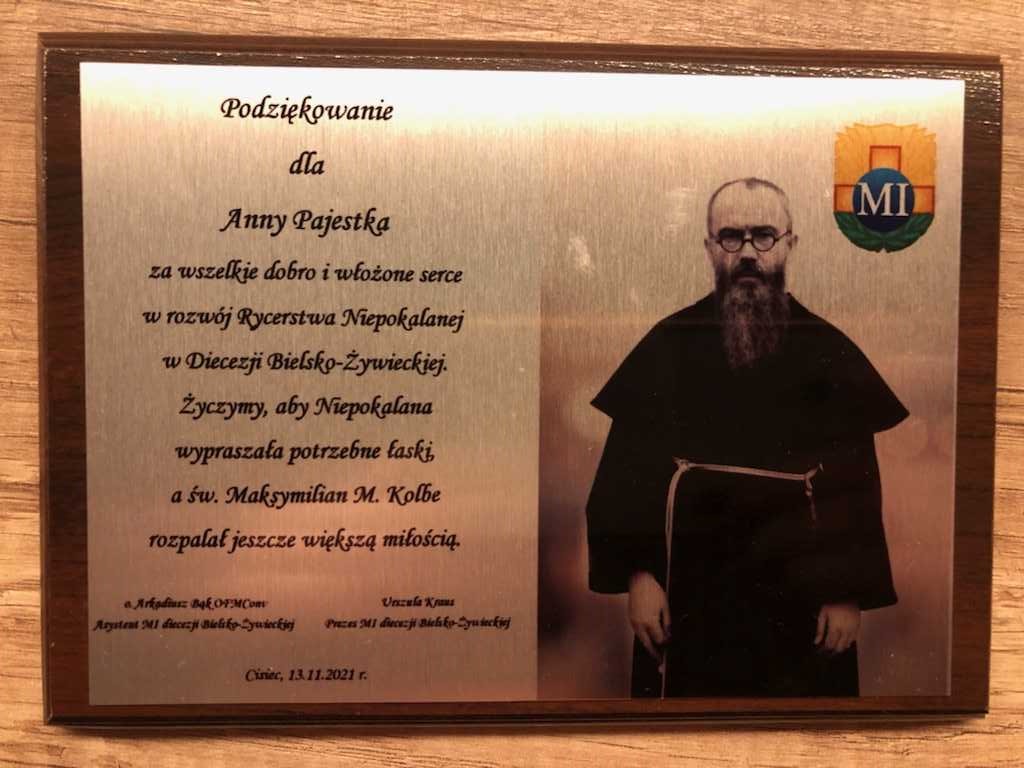 Podziękowanie
dla
Anny Pajestka
za wszelkie dobro i włożone serce
w rozwój Rycerstwa Niepokalanej
w Diecezji Bielsko-Żywieckiej.
Życzymy, aby Niepokalana
wypraszała potrzebne łaski,
a św. Maksymilian M. Kolbe
rozpalał jeszcze większą miłością.
o. Arkadiusz Bąk OFMConv
Asystent MI diecezji Bielsko-Żywieckiej
Urszula Kraus
Prezes MI diecezji Bielsko-Żywieckiej
Cisiec, 13.11.2021 r.
MI